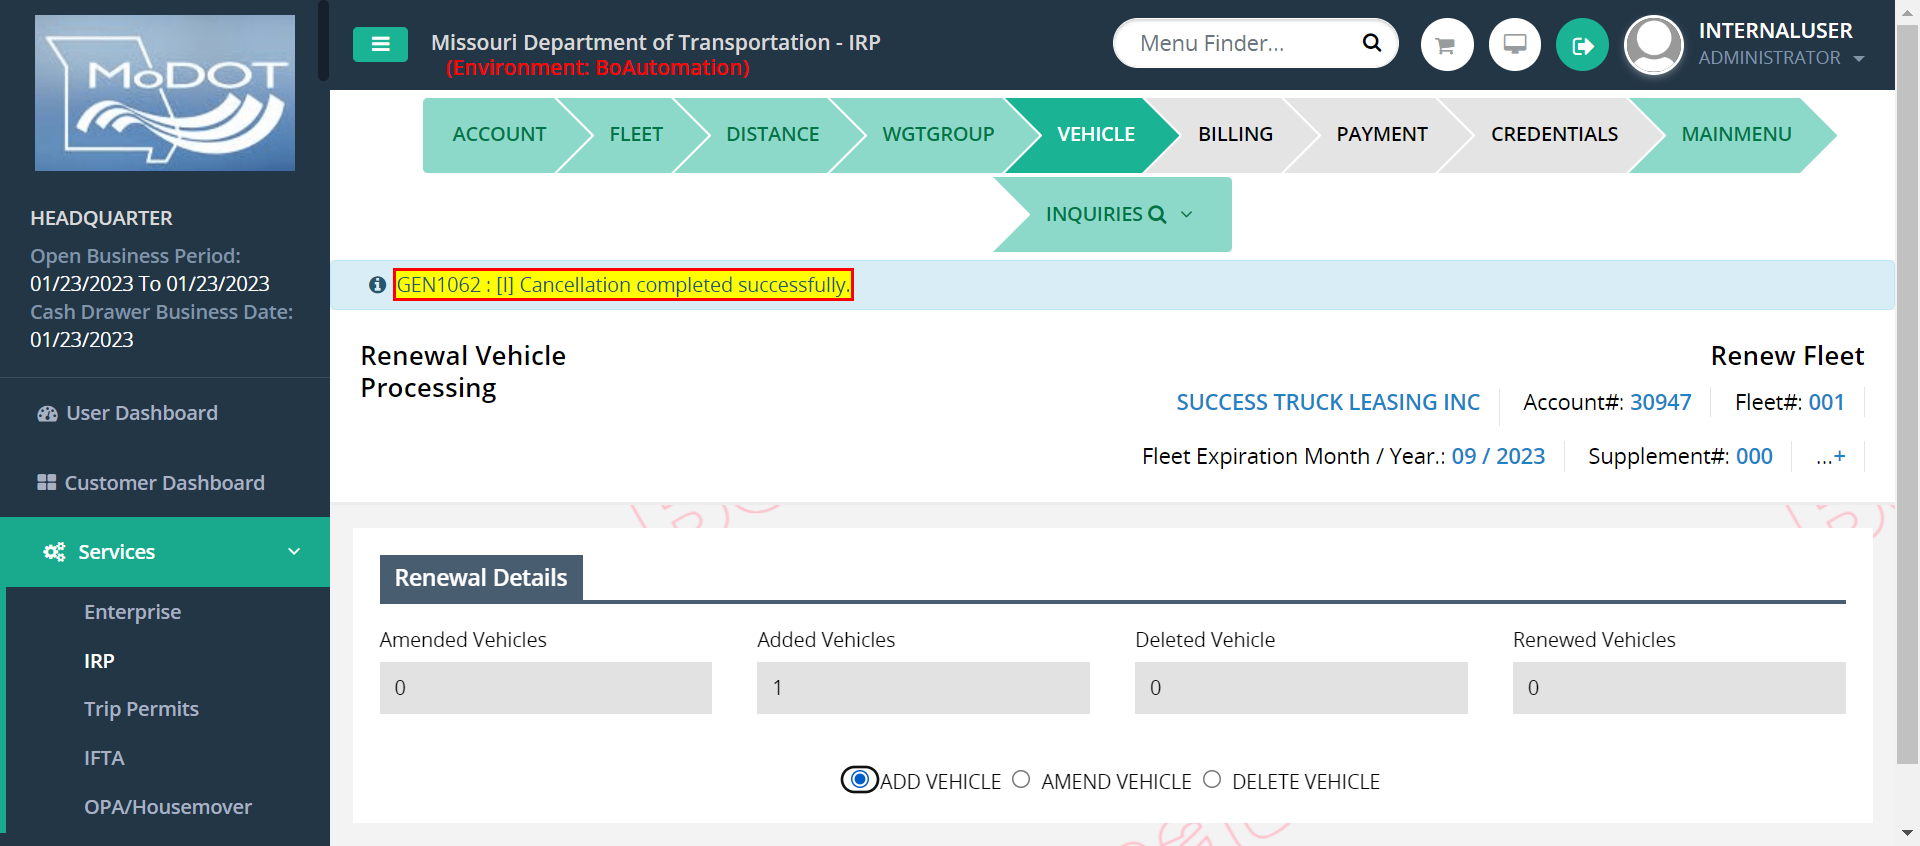 MoDOT
HEADQUARTER
Open Business Period:
01/23/2023 To 01/23/2023
Cash Drawer Business Date:
01/23/2023
User Dashboard
Customer Dashboard
Services
Enterprise
IRP
Trip Permits
IFTA
OPA/Housemover
Missouri Department of Transportation - IRP
(Environment: BoAutomation)
Menu Finder...
INTERNALUSER
ADMINISTRATOR
ACCOUNT FLEET DISTANCE WGTGROUP VEHICLE BILLING PAYMENT CREDENTIALS MAINMENU
INQUIRIES
GEN1062 : [I] Cancellation completed successfully.
Renewal Vehicle
Processing
Renew Fleet
SUCCESS TRUCK LEASING INC Account#: 30947 Fleet#: 001
Fleet Expiration Month / Year.: 09 / 2023 Supplement#: 000 ...+
Renewal Details
Amended Vehicles Added Vehicles Deleted Vehicle Renewed Vehicles
0 1 0 0
ADD VEHICLE AMEND VEHICLE DELETE VEHICLE